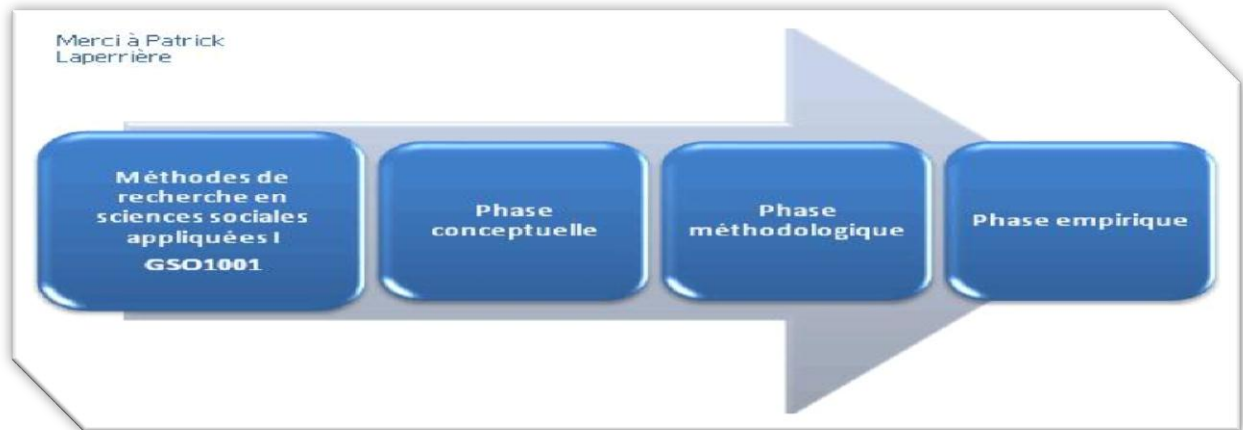 Merci à Patrick
Laperrière
Méthodes de
recherche en
sciences sociales
appliquées I
GSO1001
Phase
conceptuelle
Phase
méthodologique
Phase empirique